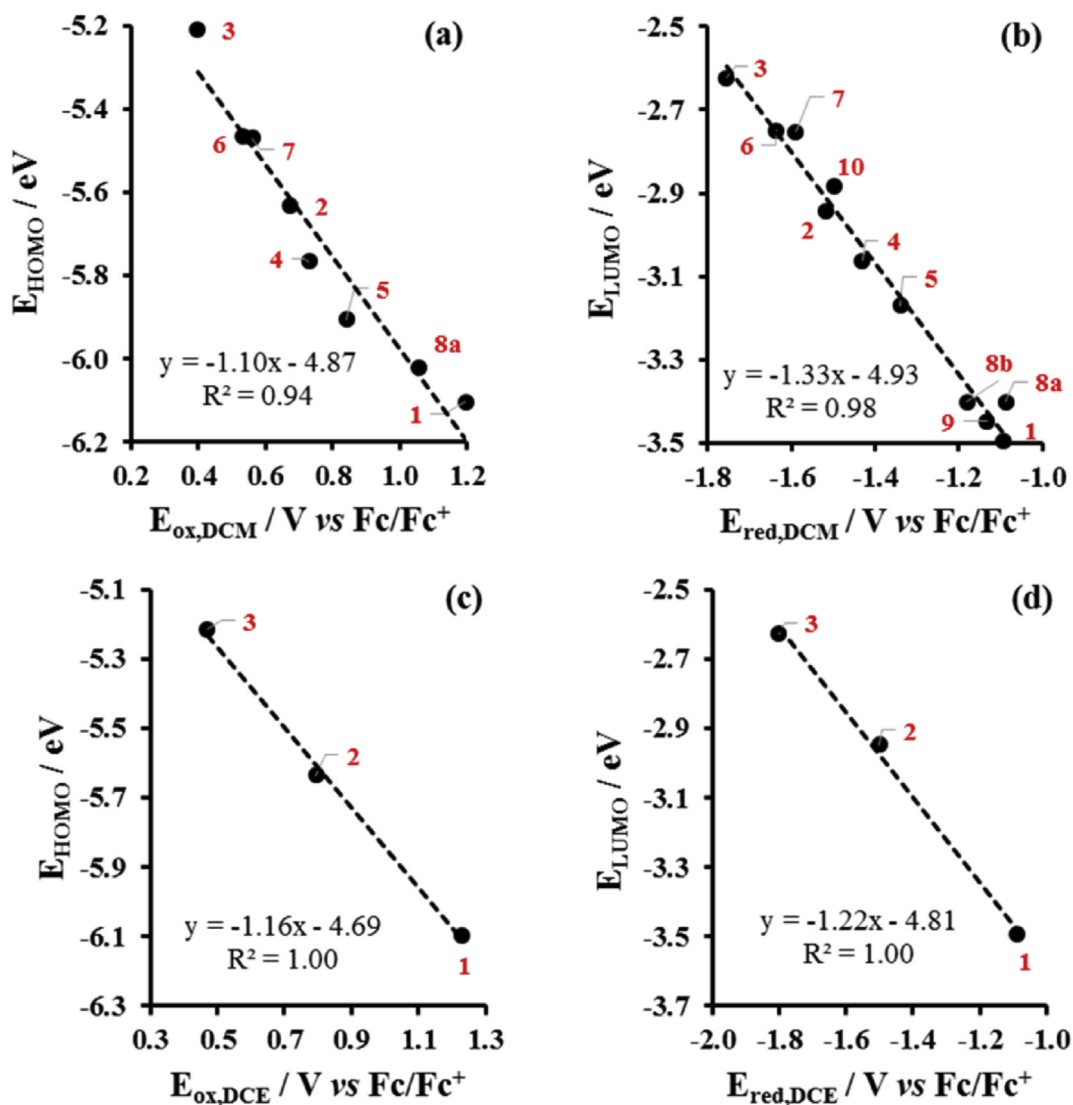 (a)
E_HOMO / eV
-5.2
-5.4
-5.6
-5.8
-6.0
-6.2
3
6
7
2
4
5
8a
1
y = -1.10x - 4.87
R² = 0.94
0.2 0.4 0.6 0.8 1.0 1.2
E_ox,DCM / V vs Fc/Fc⁺
(b)
E_LUMO / eV
-2.5
-2.7
-2.9
-3.1
-3.3
-3.5
3
7
6
10
2
4
5
8b
8a
9
1
y = -1.33x - 4.93
R² = 0.98
-1.8 -1.6 -1.4 -1.2 -1.0
E_red,DCM / V vs Fc/Fc⁺
(c)
E_HOMO / eV
-5.1
-5.3
-5.5
-5.7
-5.9
-6.1
-6.3
3
2
1
y = -1.16x - 4.69
R² = 1.00
0.3 0.5 0.7 0.9 1.1 1.3
E_ox,DCE / V vs Fc/Fc⁺
(d)
E_LUMO / eV
-2.5
-2.7
-2.9
-3.1
-3.3
-3.5
-3.7
3
2
1
y = -1.22x - 4.81
R² = 1.00
-2.0 -1.8 -1.6 -1.4 -1.2 -1.0
E_red,DCE / V vs Fc/Fc⁺